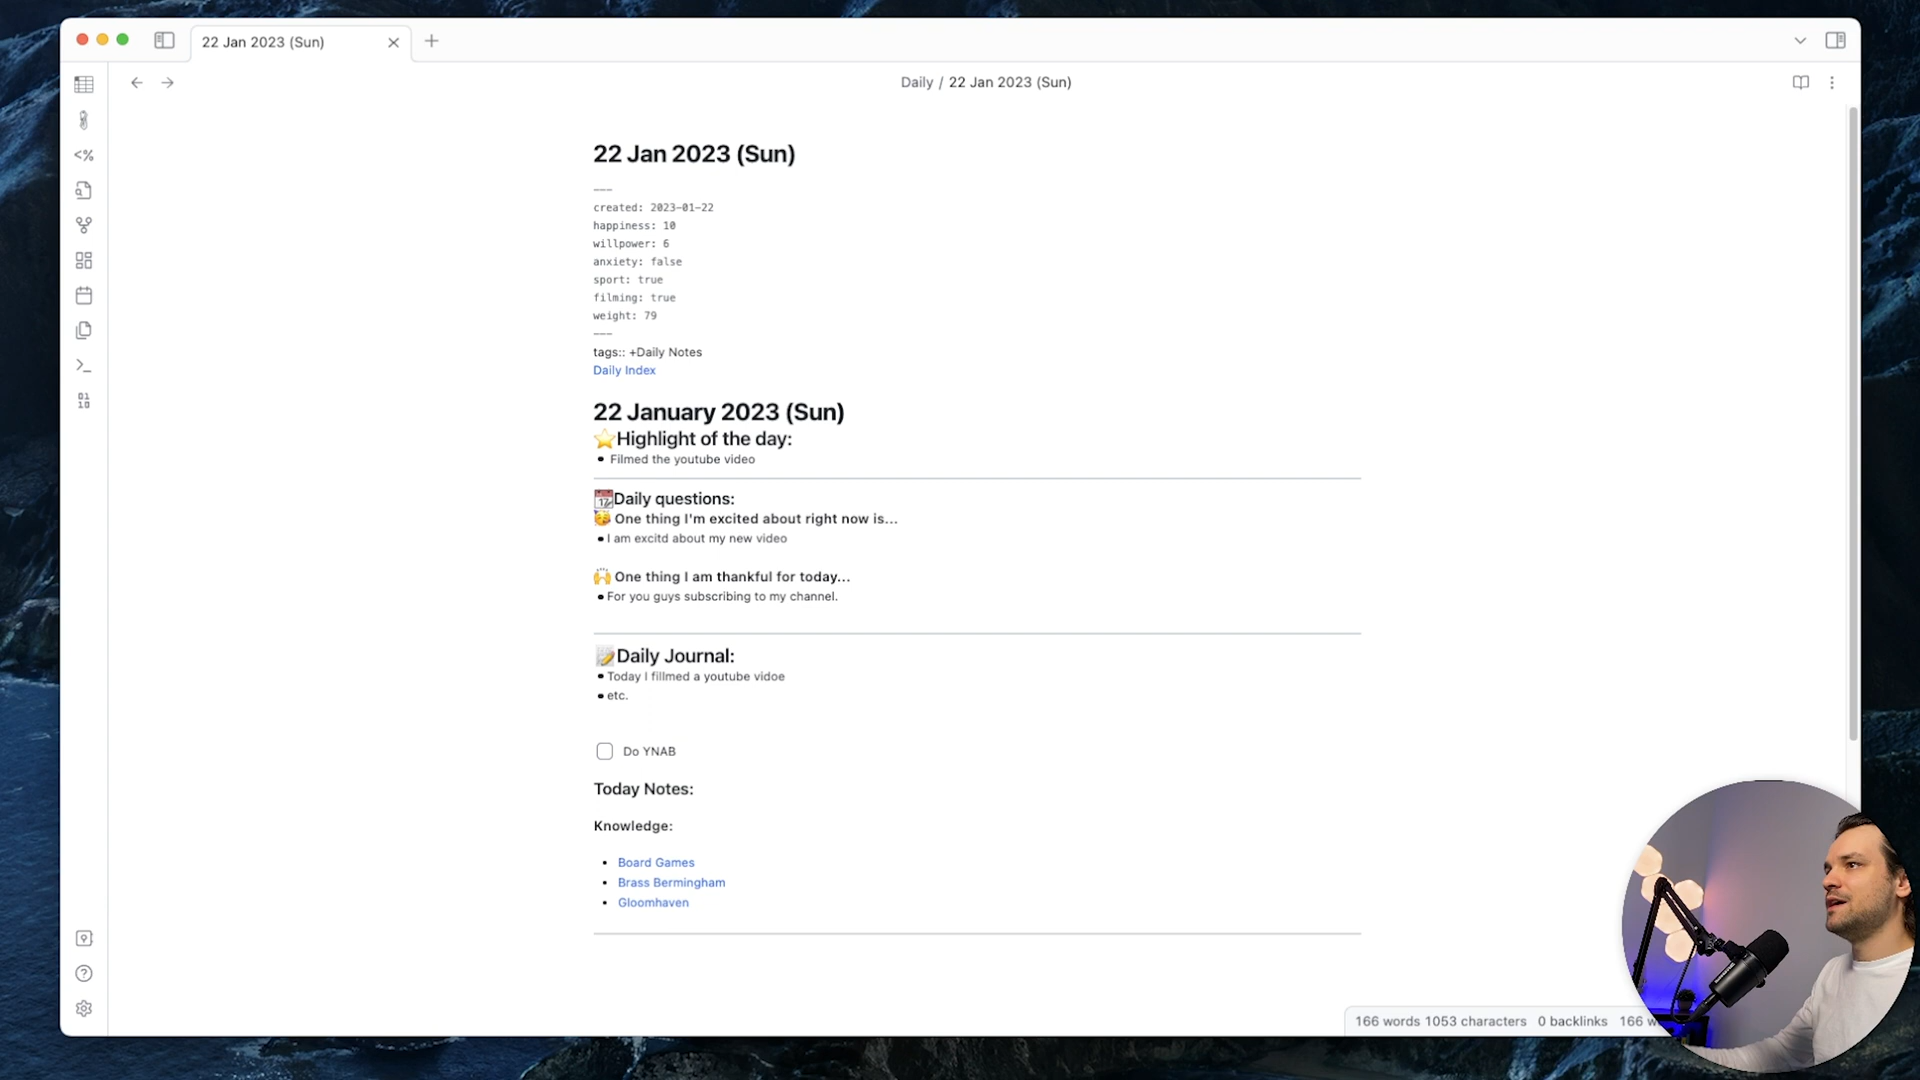 22 Jan 2023 (Sun)
Daily / 22 Jan 2023 (Sun)
<%
22 Jan 2023 (Sun)
---
created: 2023-01-22
happiness: 10
willpower: 6
anxiety: false
sport: true
filming: true
weight: 79
---
tags:: +Daily Notes
Daily Index
22 January 2023 (Sun)
⭐Highlight of the day:
• Filmed the youtube video
📆Daily questions:
🥳 One thing I'm excited about right now is...
• I am excitd about my new video
🙌 One thing I am thankful for today...
• For you guys subscribing to my channel.
📝Daily Journal:
• Today I fillmed a youtube vidoe
• etc.
Do YNAB
Today Notes:
Knowledge:
• Board Games
• Brass Bermingham
• Gloomhaven
166 words 1053 characters 0 backlinks 166